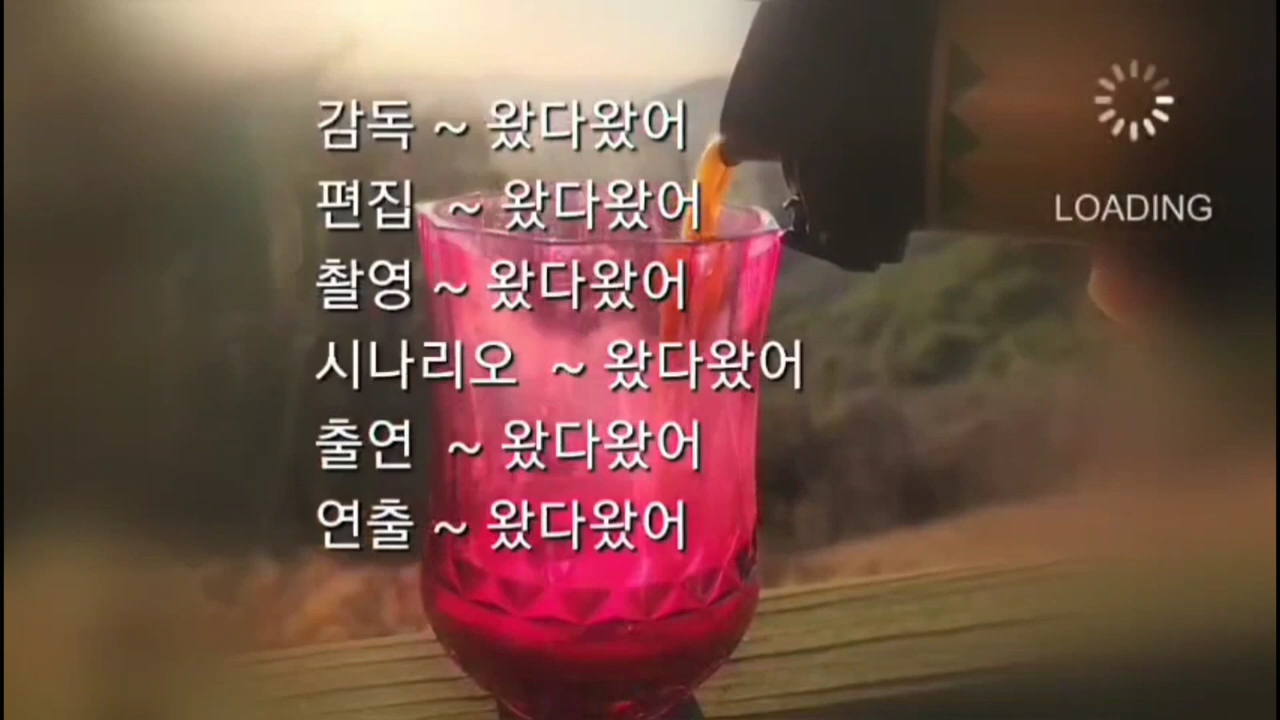 감독 ~ 왔다왔어
편집 ~ 왔다왔어
촬영 ~ 왔다왔어
시나리오 ~ 왔다왔어
출연 ~ 왔다왔어
연출 ~ 왔다왔어
LOADING